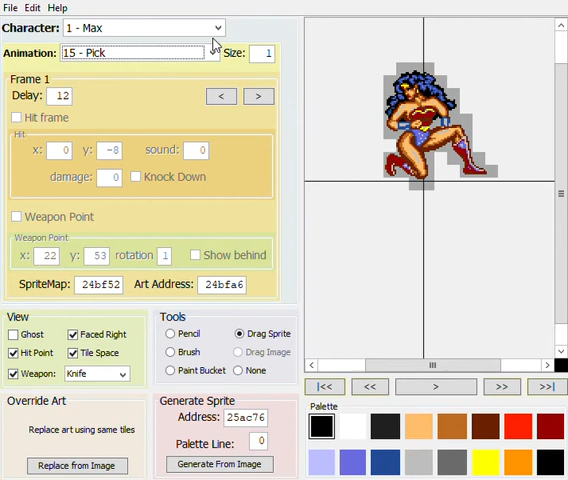 File Edit Help
Character: 1 - Max
Animation: 15 - Pick Size: 1
Frame 1
Delay: 12 < >
Hit frame
Hit
x: 0 y: -8 sound: 0
damage: 0 Knock Down
Weapon Point
Weapon Point
x: 22 y: 53 rotation 1 Show behind
SpriteMap: 24bf52 Art Address: 24bfa6
View
Ghost Faced Right
Hit Point Tile Space
Weapon: Knife
Tools
Pencil Drag Sprite
Brush Drag Image
Paint Bucket None
|<< << > >> >>|
Override Art
Replace art using same tiles
Replace from Image
Generate Sprite
Address: 25ac76
Palette Line: 0
Generate From Image
Palette